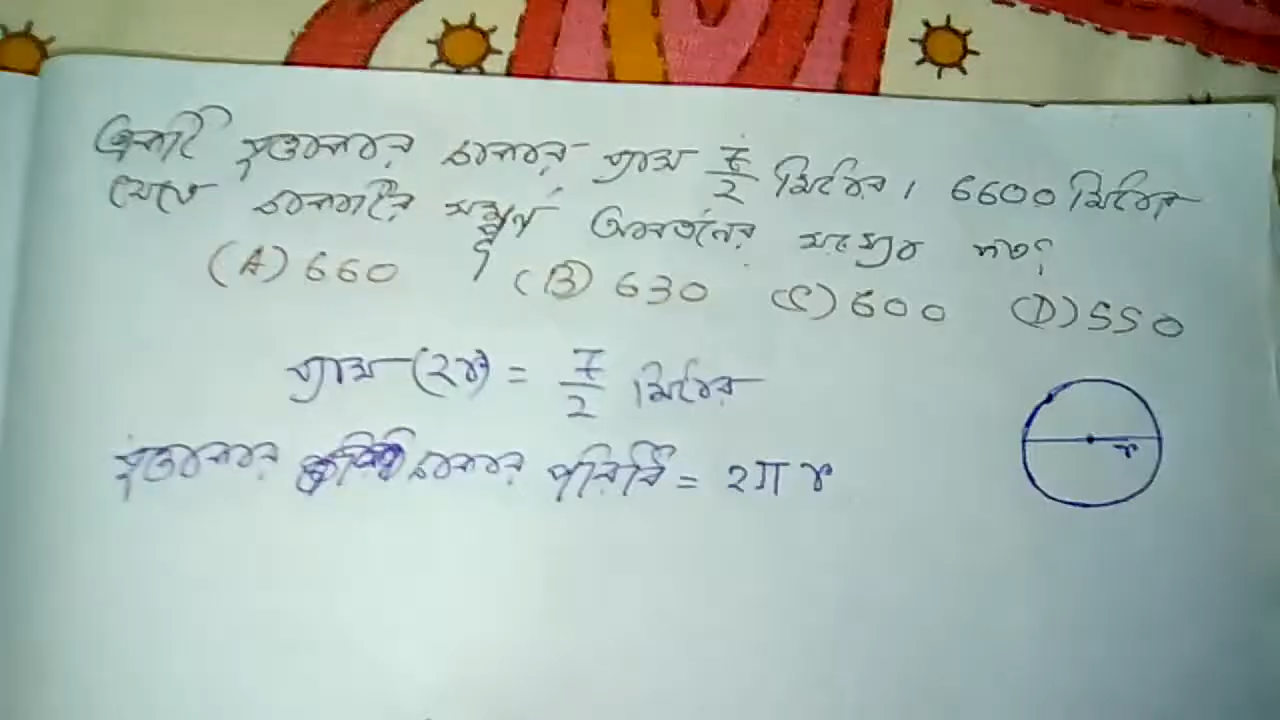 একটি বৃত্তাকার চাকার ব্যাস 7/2 মিটার। 6600 মিটার
যেতে চাকাটির সম্পূর্ণ আবর্তনের সংখ্যা কত?
(A) 660 (B) 630 (C) 600 (D) 550
ব্যাস (2r) = 7/2 মিটার
বৃত্তাকার চাকার পরিধি = 2πr
r